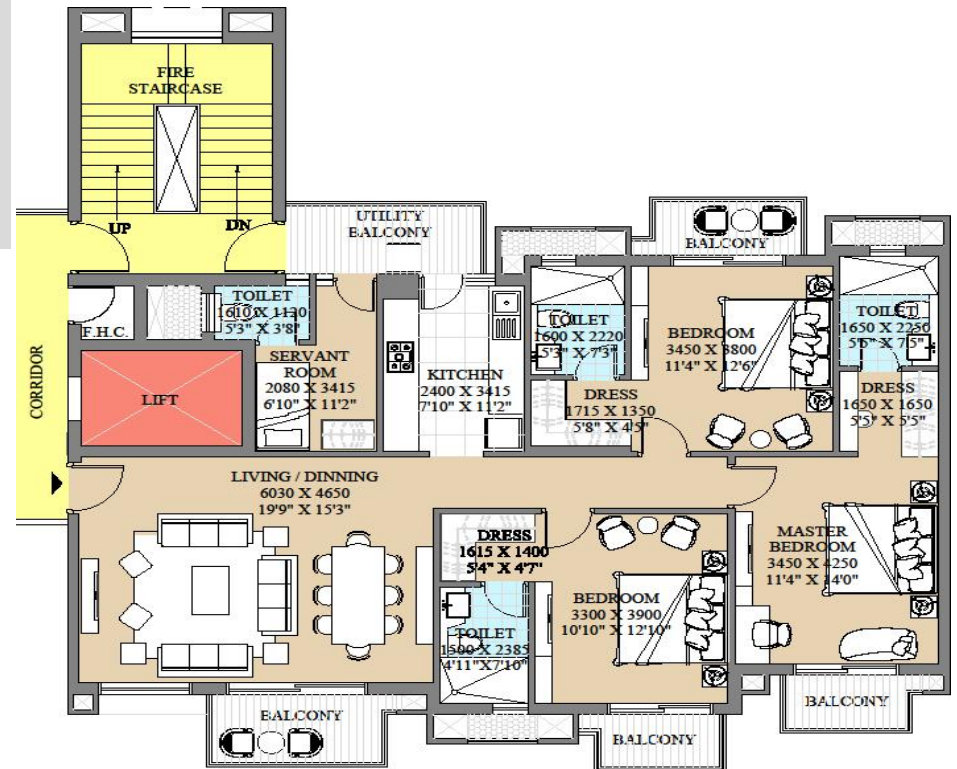 FIRE
STAIRCASE
UP
DN
UTILITY
BALCONY
BALCONY
F.H.C.
TOILET
1610 X 1130
5'3" X 3'8"
TOILET
1600 X 2220
5'3" X 7'3"
BEDROOM
3450 X 3800
11'4" X 12'6"
TOILET
1650 X 2250
5'5" X 7'5"
CORRIDOR
LIFT
SERVANT
ROOM
2080 X 3415
6'10" X 11'2"
KITCHEN
2400 X 3415
7'10" X 11'2"
DRESS
1715 X 1350
5'8" X 4'5"
DRESS
1650 X 1650
5'5" X 5'5"
LIVING / DINNING
6030 X 4650
19'9" X 15'3"
DRESS
1615 X 1400
5'4" X 4'7"
MASTER
BEDROOM
3450 X 4250
11'4" X 14'0"
BEDROOM
3300 X 3900
10'10" X 12'10"
TOILET
1500 X 2385
4'11"X7'10"
BALCONY
BALCONY
BALCONY